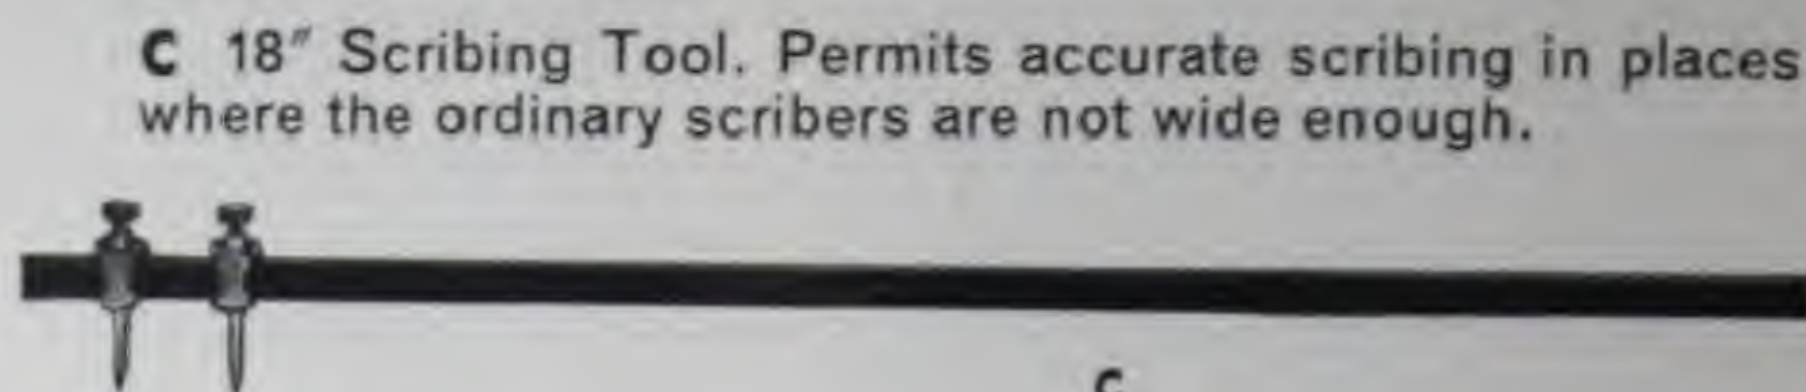 C 18" Scribing Tool. Permits accurate scribing in places
where the ordinary scribers are not wide enough.
C